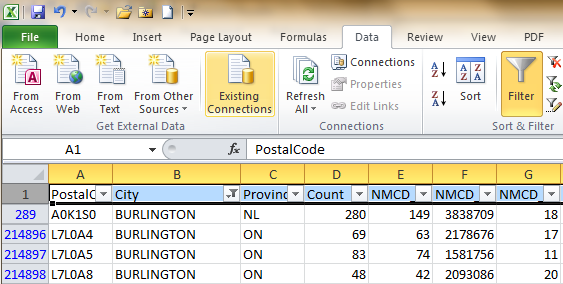 File Home Insert Page Layout Formulas Data Review View PDF
From Access From Web From Text From Other Sources Existing Connections Refresh All Connections Properties Edit Links Sort Filter
Get External Data Connections Sort & Filter
A1 fx PostalCode
A B C D E F G
1 PostalC City Provinc Count NMCD_ NMCD_ NMCD_
289 A0K1S0 BURLINGTON NL 280 149 3838709 18
214896 L7L0A4 BURLINGTON ON 69 63 2178676 17
214897 L7L0A5 BURLINGTON ON 83 74 1581756 11
214898 L7L0A8 BURLINGTON ON 48 42 2093086 20